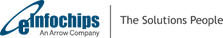 eInfochips
An Arrow Company
The Solutions People